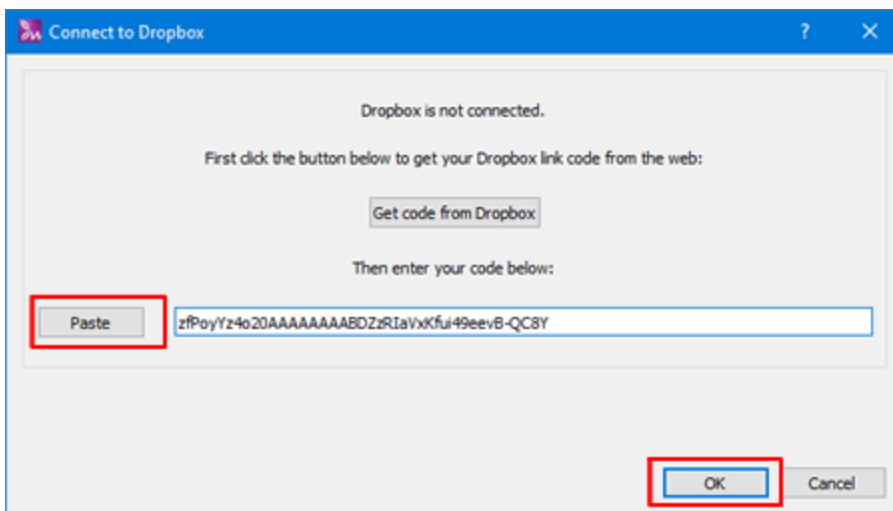 Connect to Dropbox
Dropbox is not connected.
First click the button below to get your Dropbox link code from the web:
Get code from Dropbox
Then enter your code below:
Paste zfPoyYz4o20AAAAAAAABDZzRIaVxKfui49eevB-QC8Y
OK Cancel